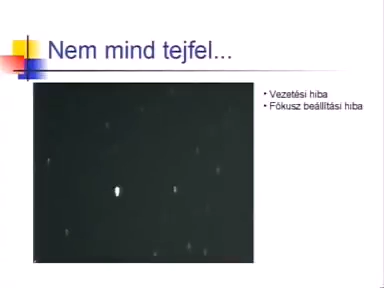 Nem mind tejfel...
• Vezetési hiba
• Fókusz beállítási hiba